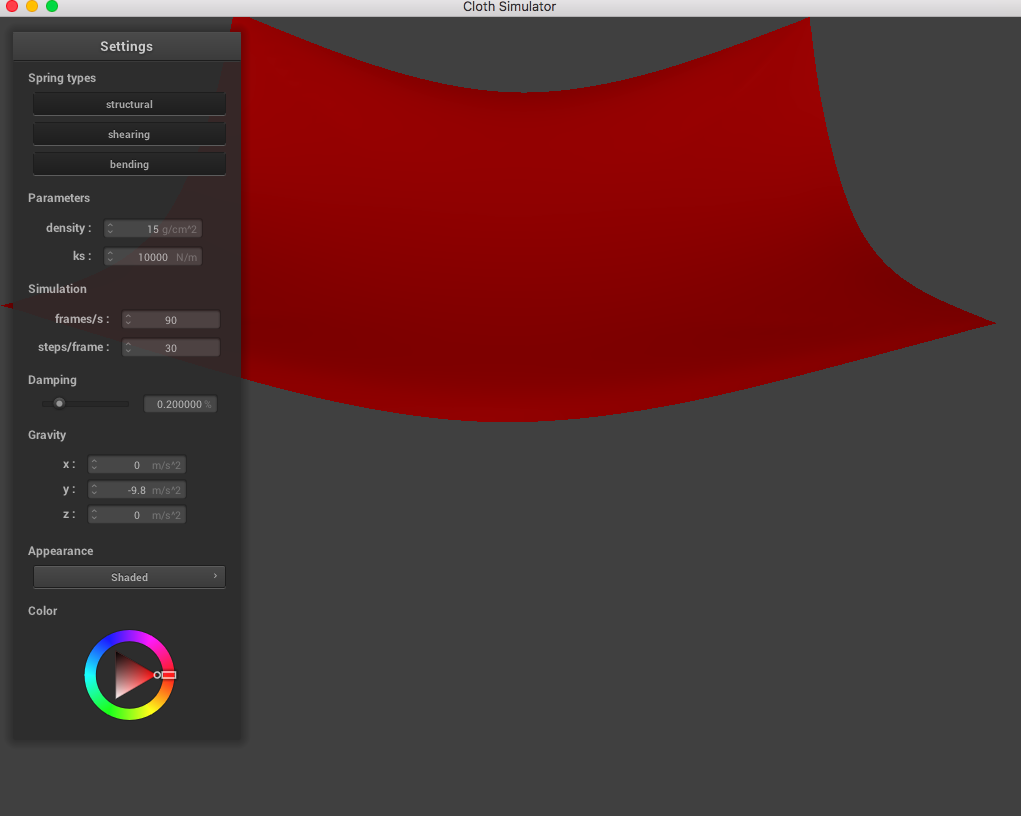 Cloth Simulator
Settings
Spring types
structural
shearing
bending
Parameters
density : 15 g/cm^2
ks : 10000 N/m
Simulation
frames/s : 90
steps/frame : 30
Damping
0.200000 %
Gravity
x : 0 m/s^2
y : -9.8 m/s^2
z : 0 m/s^2
Appearance
Shaded
Color